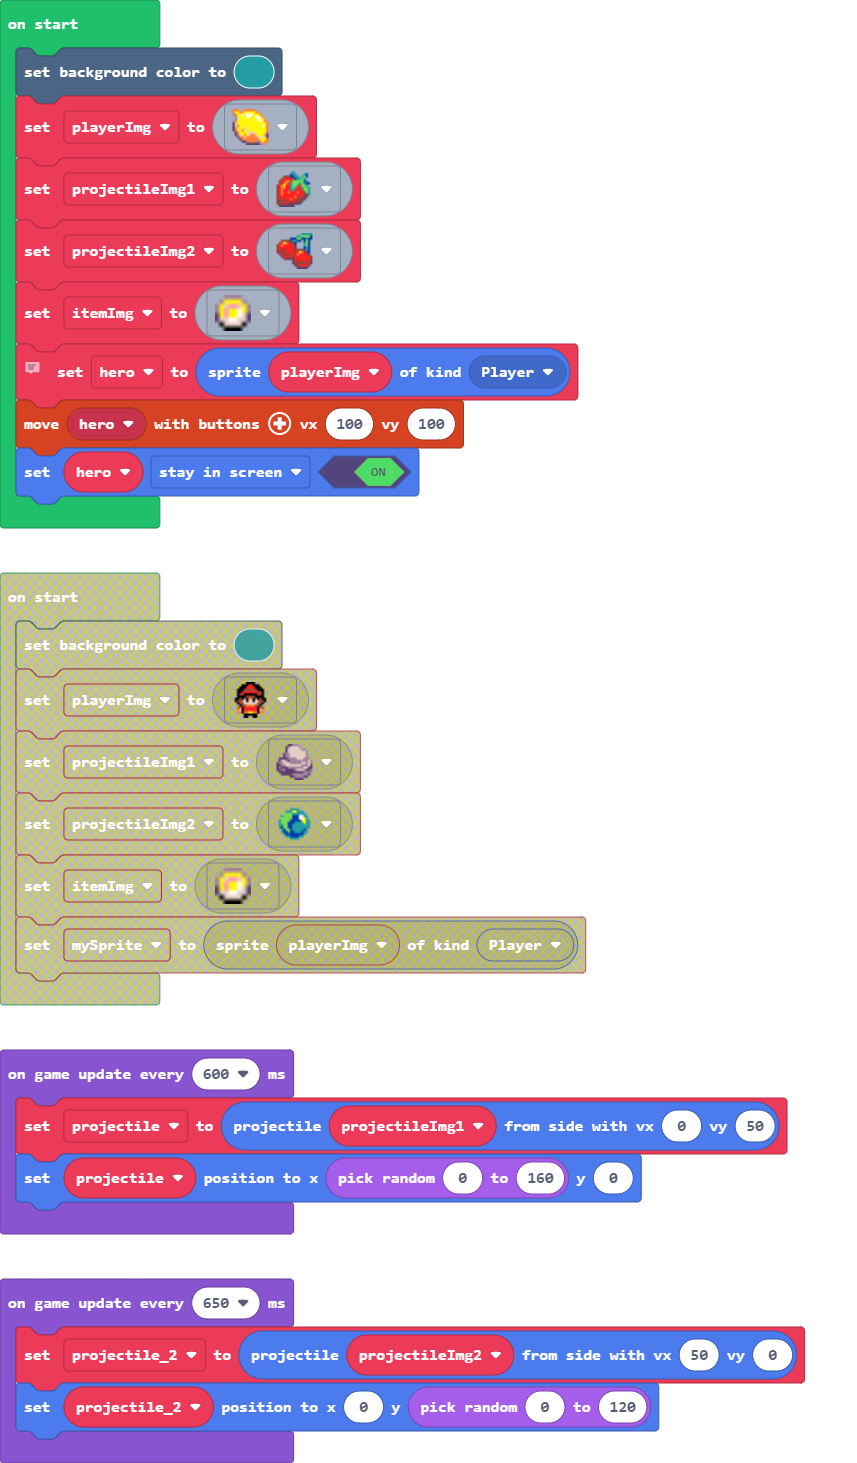 on start
set background color to
set playerImg to
set projectileImg1 to
set projectileImg2 to
set itemImg to
set hero to sprite playerImg of kind Player
move hero with buttons vx 100 vy 100
set hero stay in screen ON
on start
set background color to
set playerImg to
set projectileImg1 to
set projectileImg2 to
set itemImg to
set mySprite to sprite playerImg of kind Player
on game update every 600 ms
set projectile to projectile projectileImg1 from side with vx 0 vy 50
set projectile position to x pick random 0 to 160 y 0
on game update every 650 ms
set projectile_2 to projectile projectileImg2 from side with vx 50 vy 0
set projectile_2 position to x 0 y pick random 0 to 120